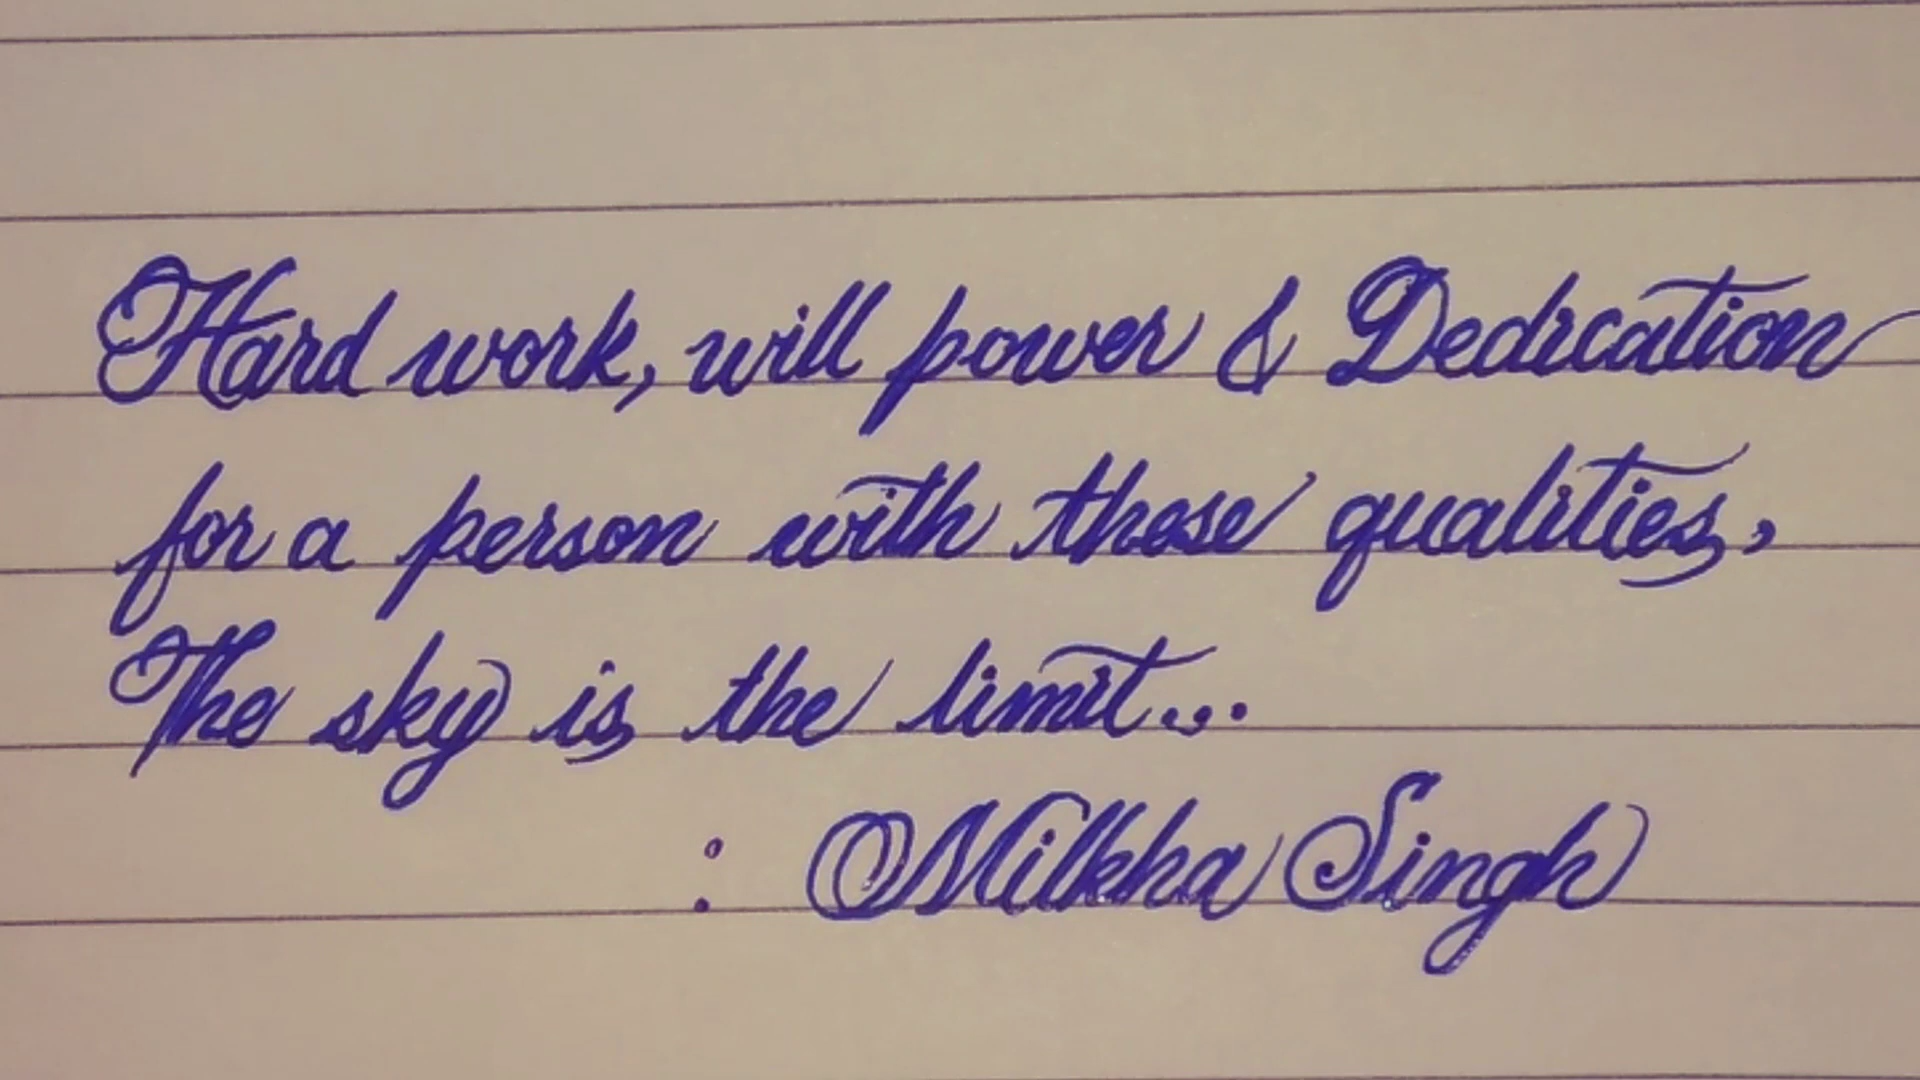 Hard work, will power & Dedication
for a person with these qualities,
The sky is the limit...
: Milkha Singh